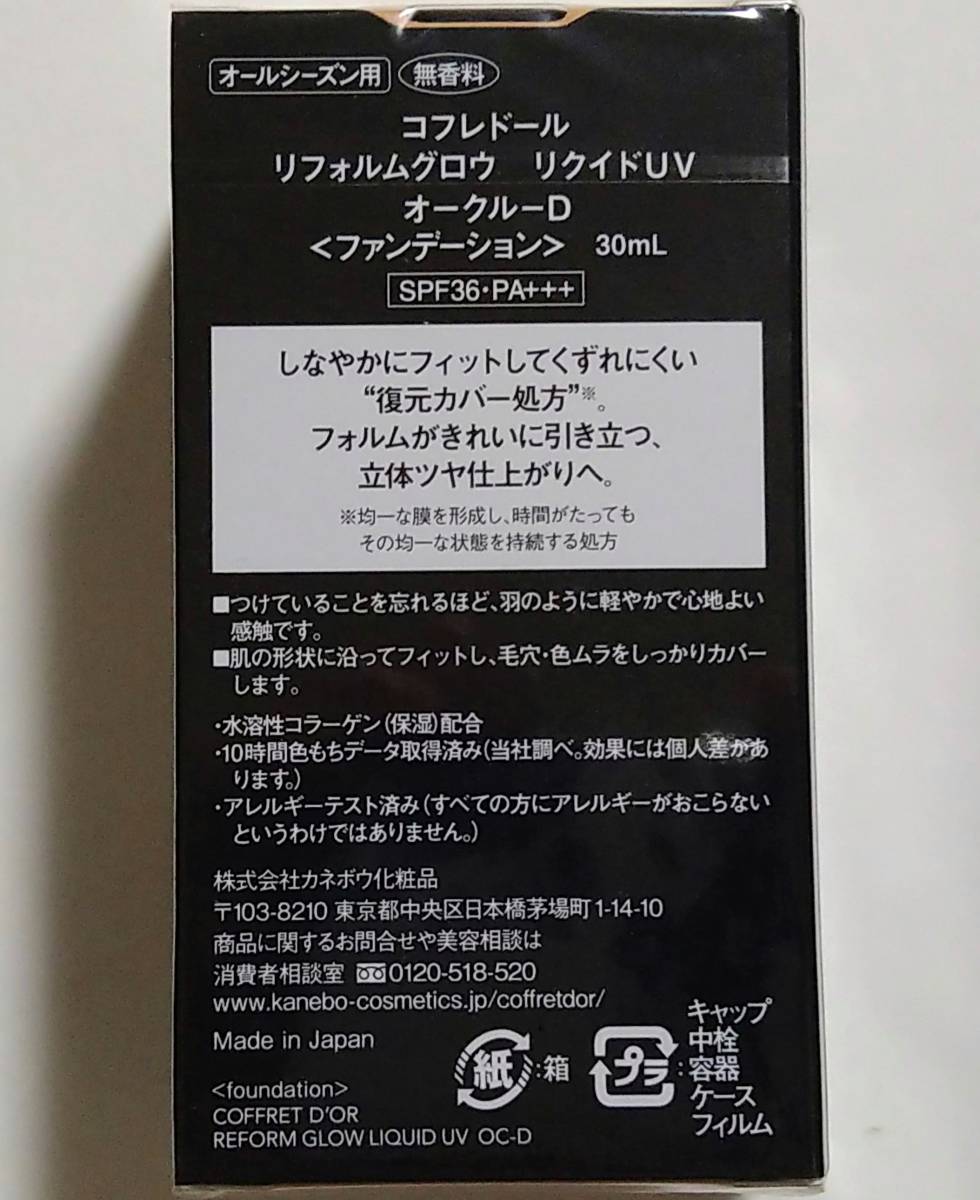 オールシーズン用 無香料
コフレドール
リフォルムグロウ リクイドUV
オークルーD
<ファンデーション> 30mL
SPF36・PA+++
しなやかにフィットしてくずれにくい
“復元カバー処方”※。
フォルムがきれいに引き立つ、
立体ツヤ仕上がりへ。
※均一な膜を形成し、時間がたっても
その均一な状態を持続する処方
■つけていることを忘れるほど、羽のように軽やかで心地よい
感触です。
■肌の形状に沿ってフィットし、毛穴・色ムラをしっかりカバー
します。
・水溶性コラーゲン(保湿)配合
・10時間色もちデータ取得済み(当社調べ。効果には個人差があ
ります。)
・アレルギーテスト済み(すべての方にアレルギーがおこらない
というわけではありません。)
株式会社カネボウ化粧品
〒103-8210 東京都中央区日本橋茅場町1-14-10
商品に関するお問合せや美容相談は
消費者相談室 0120-518-520
www.kanebo-cosmetics.jp/coffretdor/
Made in Japan
<foundation>
COFFRET D'OR
REFORM GLOW LIQUID UV OC-D
紙:箱
プラ:
キャップ
中栓
容器
ケース
フィルム